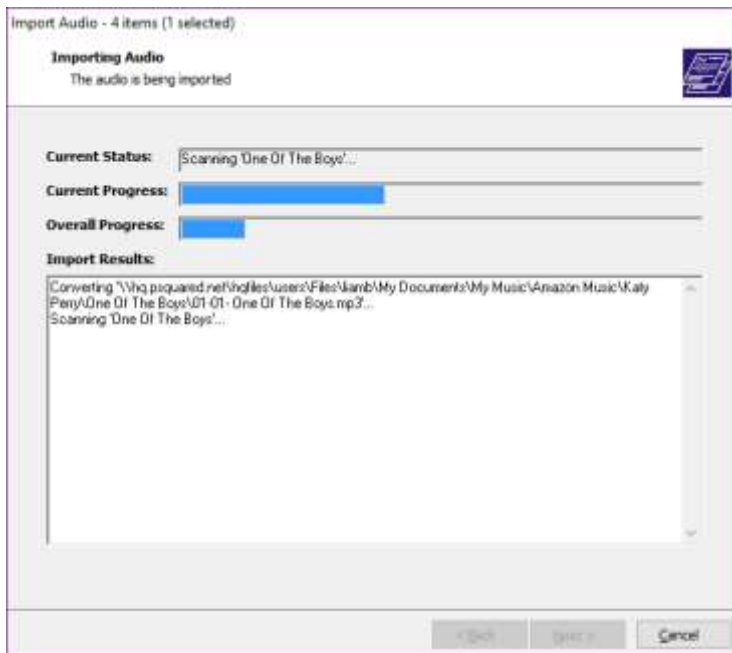 Import Audio - 4 items (1 selected)
Importing Audio
The audio is being imported
Current Status:
Scanning 'One Of The Boys'...
Current Progress:
Overall Progress:
Import Results:
Converting "\\hq.psquared.net\hqfiles\users\Files\liamb\My Documents\My Music\Amazon Music\Katy
Perry\One Of The Boys\01-01- One Of The Boys.mp3'...
Scanning 'One Of The Boys'...
< Back
Next >
Cancel